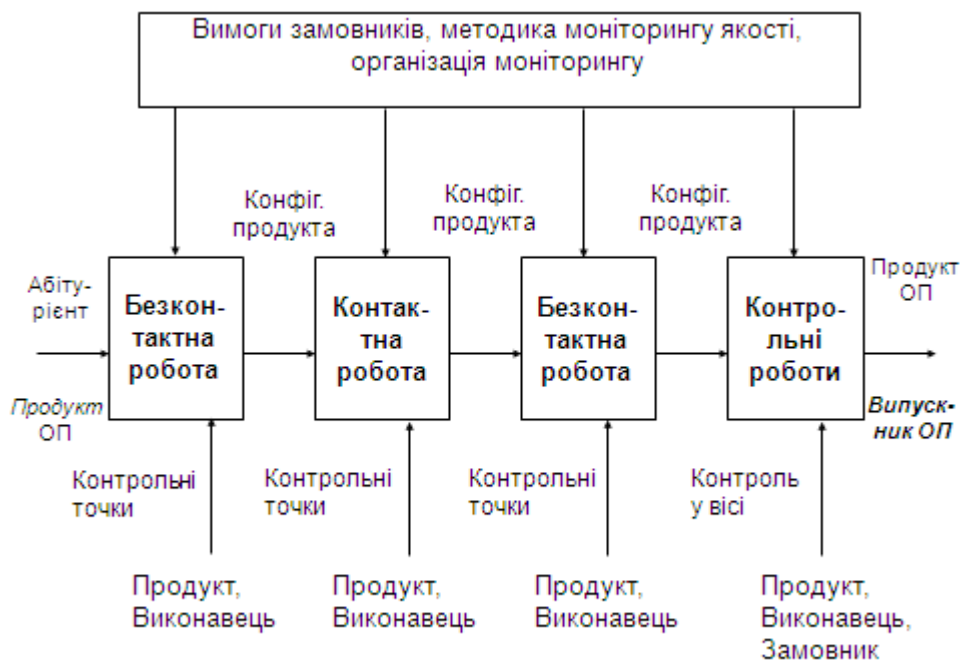 Вимоги замовників, методика моніторингу якості,
організація моніторингу
Конфіг.
продукта
Конфіг.
продукта
Конфіг.
продукта
Абіту-
рієнт
Безкон-
тактна
робота
Контак-
тна
робота
Безкон-
тактна
робота
Контро-
льні
роботи
Продукт
ОП
Продукт
ОП
Випуск-
ник ОП
Контрольні
точки
Контрольні
точки
Контрольні
точки
Контроль
у вісі
Продукт,
Виконавець
Продукт,
Виконавець
Продукт,
Виконавець
Продукт,
Виконавець,
Замовник